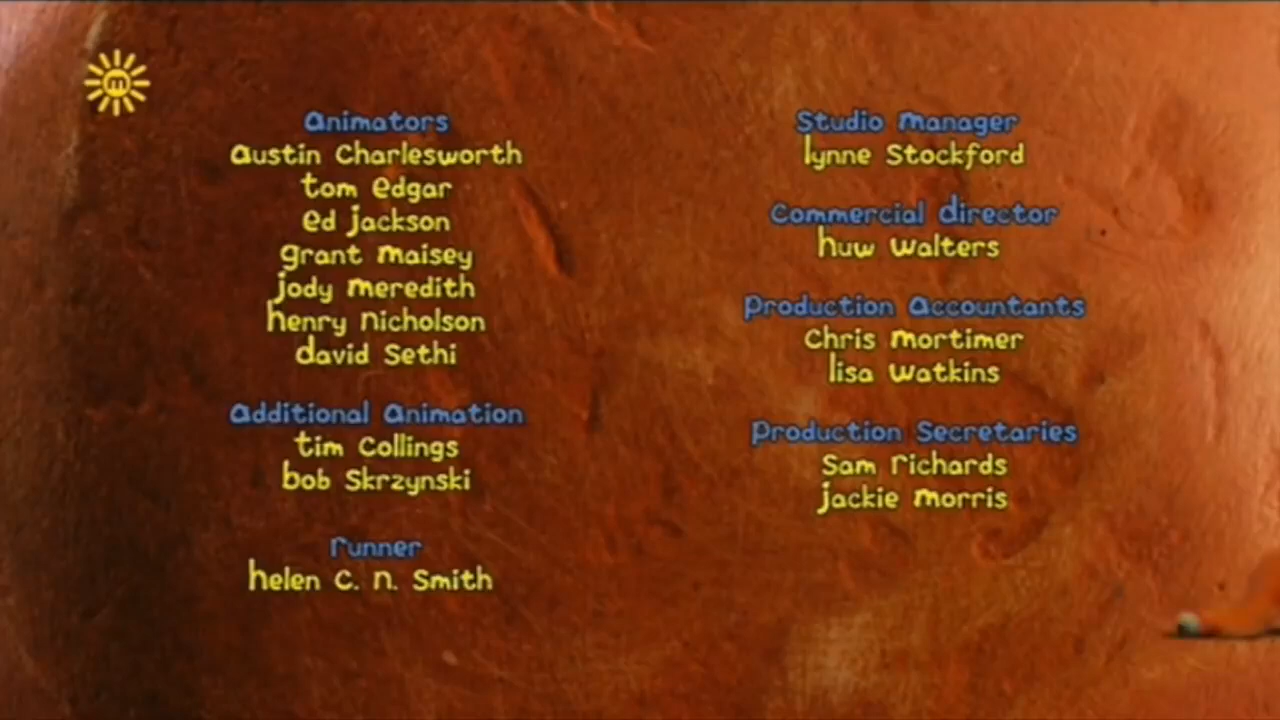 m
Animators
Austin Charlesworth
Tom Edgar
Ed Jackson
Grant Maisey
Jody Meredith
Henry Nicholson
David Sethi
Additional Animation
Tim Collings
Bob Skrzynski
Runner
Helen C. N. Smith
Studio Manager
Lynne Stockford
Commercial Director
Huw Walters
Production Accountants
Chris Mortimer
Lisa Watkins
Production Secretaries
Sam Richards
Jackie Morris